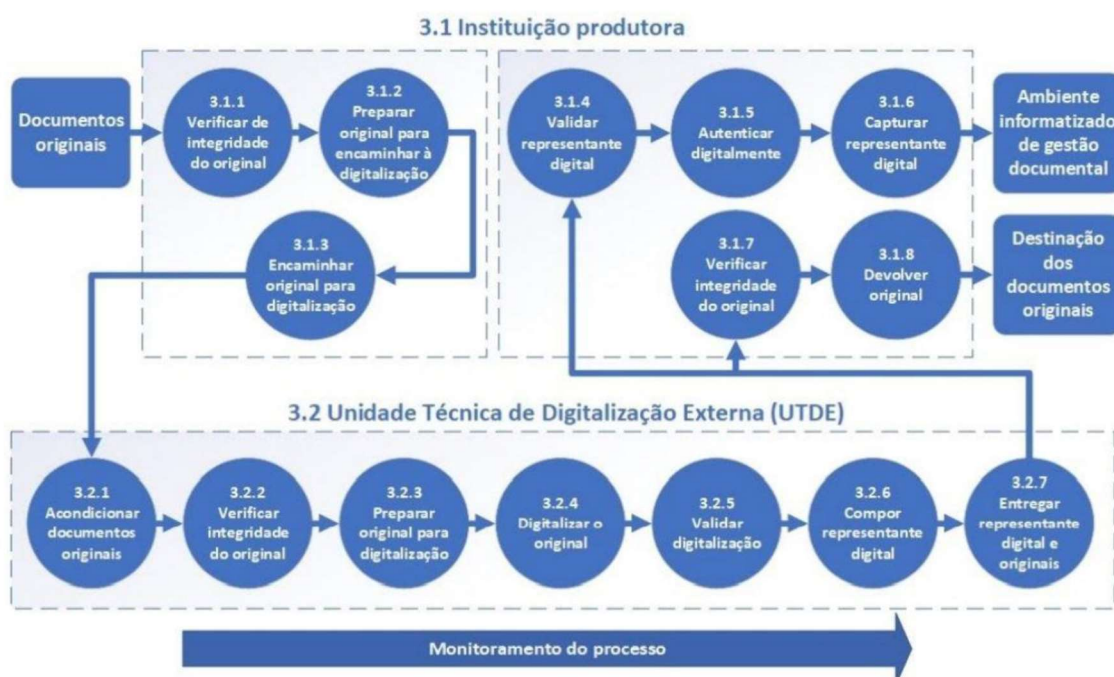 3.1 Instituição produtora
Documentos
originais
3.1.1
Verificar de
integridade
do original
3.1.2
Preparar
original para
encaminhar à
digitalização
3.1.3
Encaminhar
original para
digitalização
3.1.4
Validar
representante
digital
3.1.5
Autenticar
digitalmente
3.1.6
Capturar
representante
digital
Ambiente
informatizado
de gestão
documental
3.1.7
Verificar
integridade
do original
3.1.8
Devolver
original
Destinação
dos
documentos
originais
3.2 Unidade Técnica de Digitalização Externa (UTDE)
3.2.1
Acondicionar
documentos
originais
3.2.2
Verificar
integridade
do original
3.2.3
Preparar
original para
digitalização
3.2.4
Digitalizar o
original
3.2.5
Validar
digitalização
3.2.6
Compor
representante
digital
3.2.7
Entregar
representante
digital e
originais
Monitoramento do processo